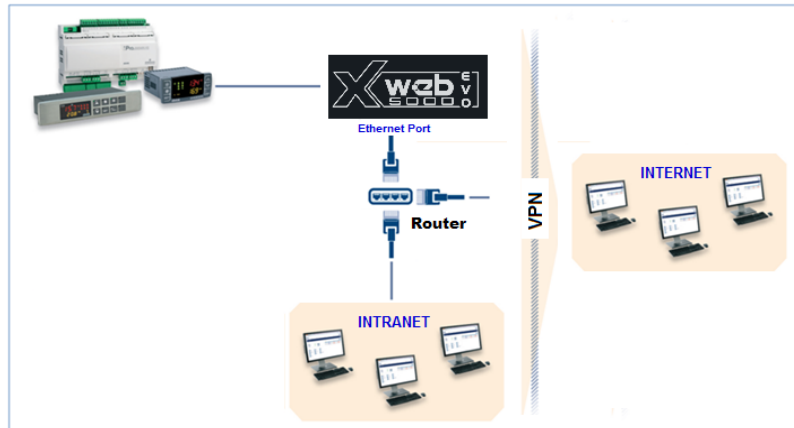 Xweb EVO
5000
Ethernet Port
INTERNET
VPN
Router
INTRANET